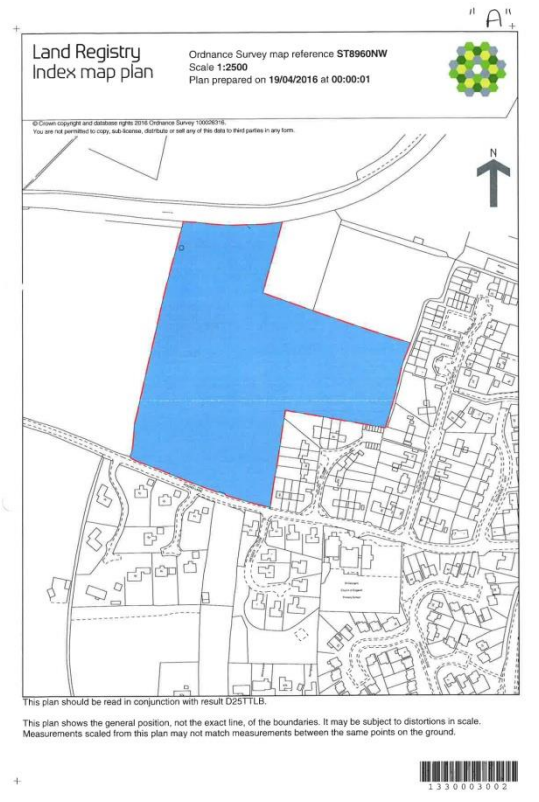 "A"
Land Registry
Index map plan
Ordnance Survey map reference ST8960NW
Scale 1:2500
Plan prepared on 19/04/2016 at 00:00:01
© Crown copyright and database rights 2016 Ordnance Survey 100026316.
You are not permitted to copy, sub-license, distribute or sell any of this data to third parties in any form.
N
Church of England
Primary School
This plan should be read in conjunction with result D25TTLB.
This plan shows the general position, not the exact line, of the boundaries. It may be subject to distortions in scale.
Measurements scaled from this plan may not match measurements between the same points on the ground.
1330003002